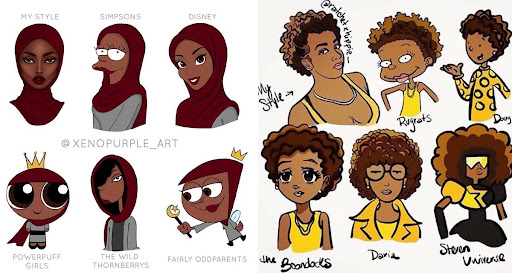 MY STYLE
SIMPSONS
DISNEY
@XENOPURPLE_ART
POWERPUFF
GIRLS
THE WILD
THORNBERRYS
FAIRLY ODDPARENTS
My
Style
Rugrats
Doug
the Boondocks
Daria
Steven
Universe